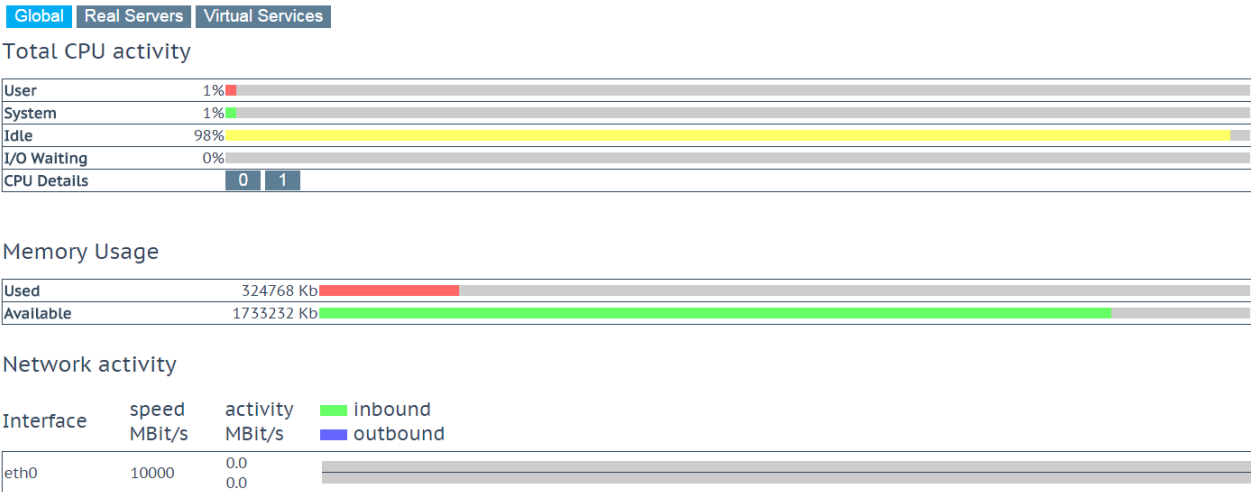 Global Real Servers Virtual Services
Total CPU activity
User 1%
System 1%
Idle 98%
I/O Waiting 0%
CPU Details 0 1
Memory Usage
Used 324768 Kb
Available 1733232 Kb
Network activity
Interface speed MBit/s activity MBit/s inbound outbound
eth0 10000 0.0
0.0